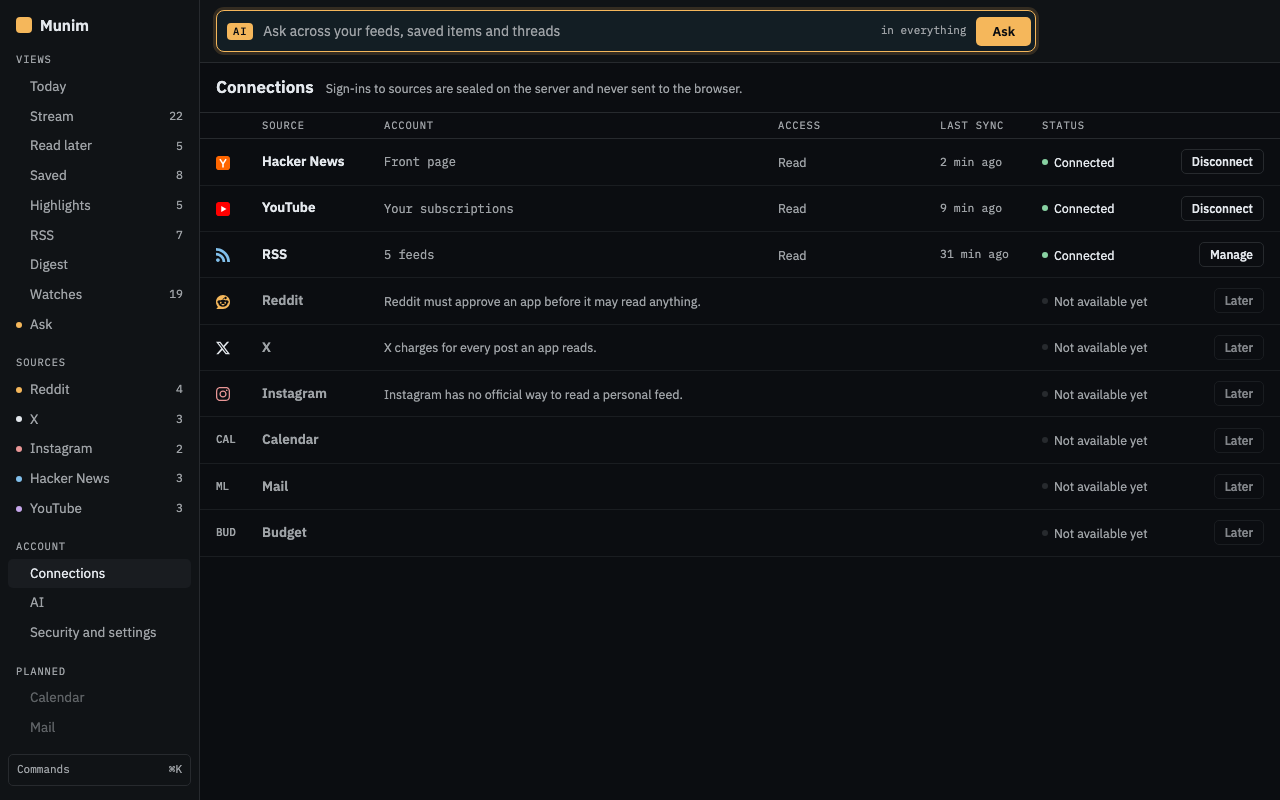 Munim
VIEWS
Today
Stream 22
Read later 5
Saved 8
Highlights 5
RSS 7
Digest
Watches 19
Ask
SOURCES
Reddit 4
X 3
Instagram 2
Hacker News 3
YouTube 3
ACCOUNT
Connections
AI
Security and settings
PLANNED
Calendar
Mail
Commands ⌘K
AI Ask across your feeds, saved items and threads in everything Ask
Connections Sign-ins to sources are sealed on the server and never sent to the browser.
SOURCE ACCOUNT ACCESS LAST SYNC STATUS
Y Hacker News Front page Read 2 min ago Connected Disconnect
YouTube Your subscriptions Read 9 min ago Connected Disconnect
RSS 5 feeds Read 31 min ago Connected Manage
Reddit Reddit must approve an app before it may read anything. Not available yet Later
X X charges for every post an app reads. Not available yet Later
Instagram Instagram has no official way to read a personal feed. Not available yet Later
CAL Calendar Not available yet Later
ML Mail Not available yet Later
BUD Budget Not available yet Later